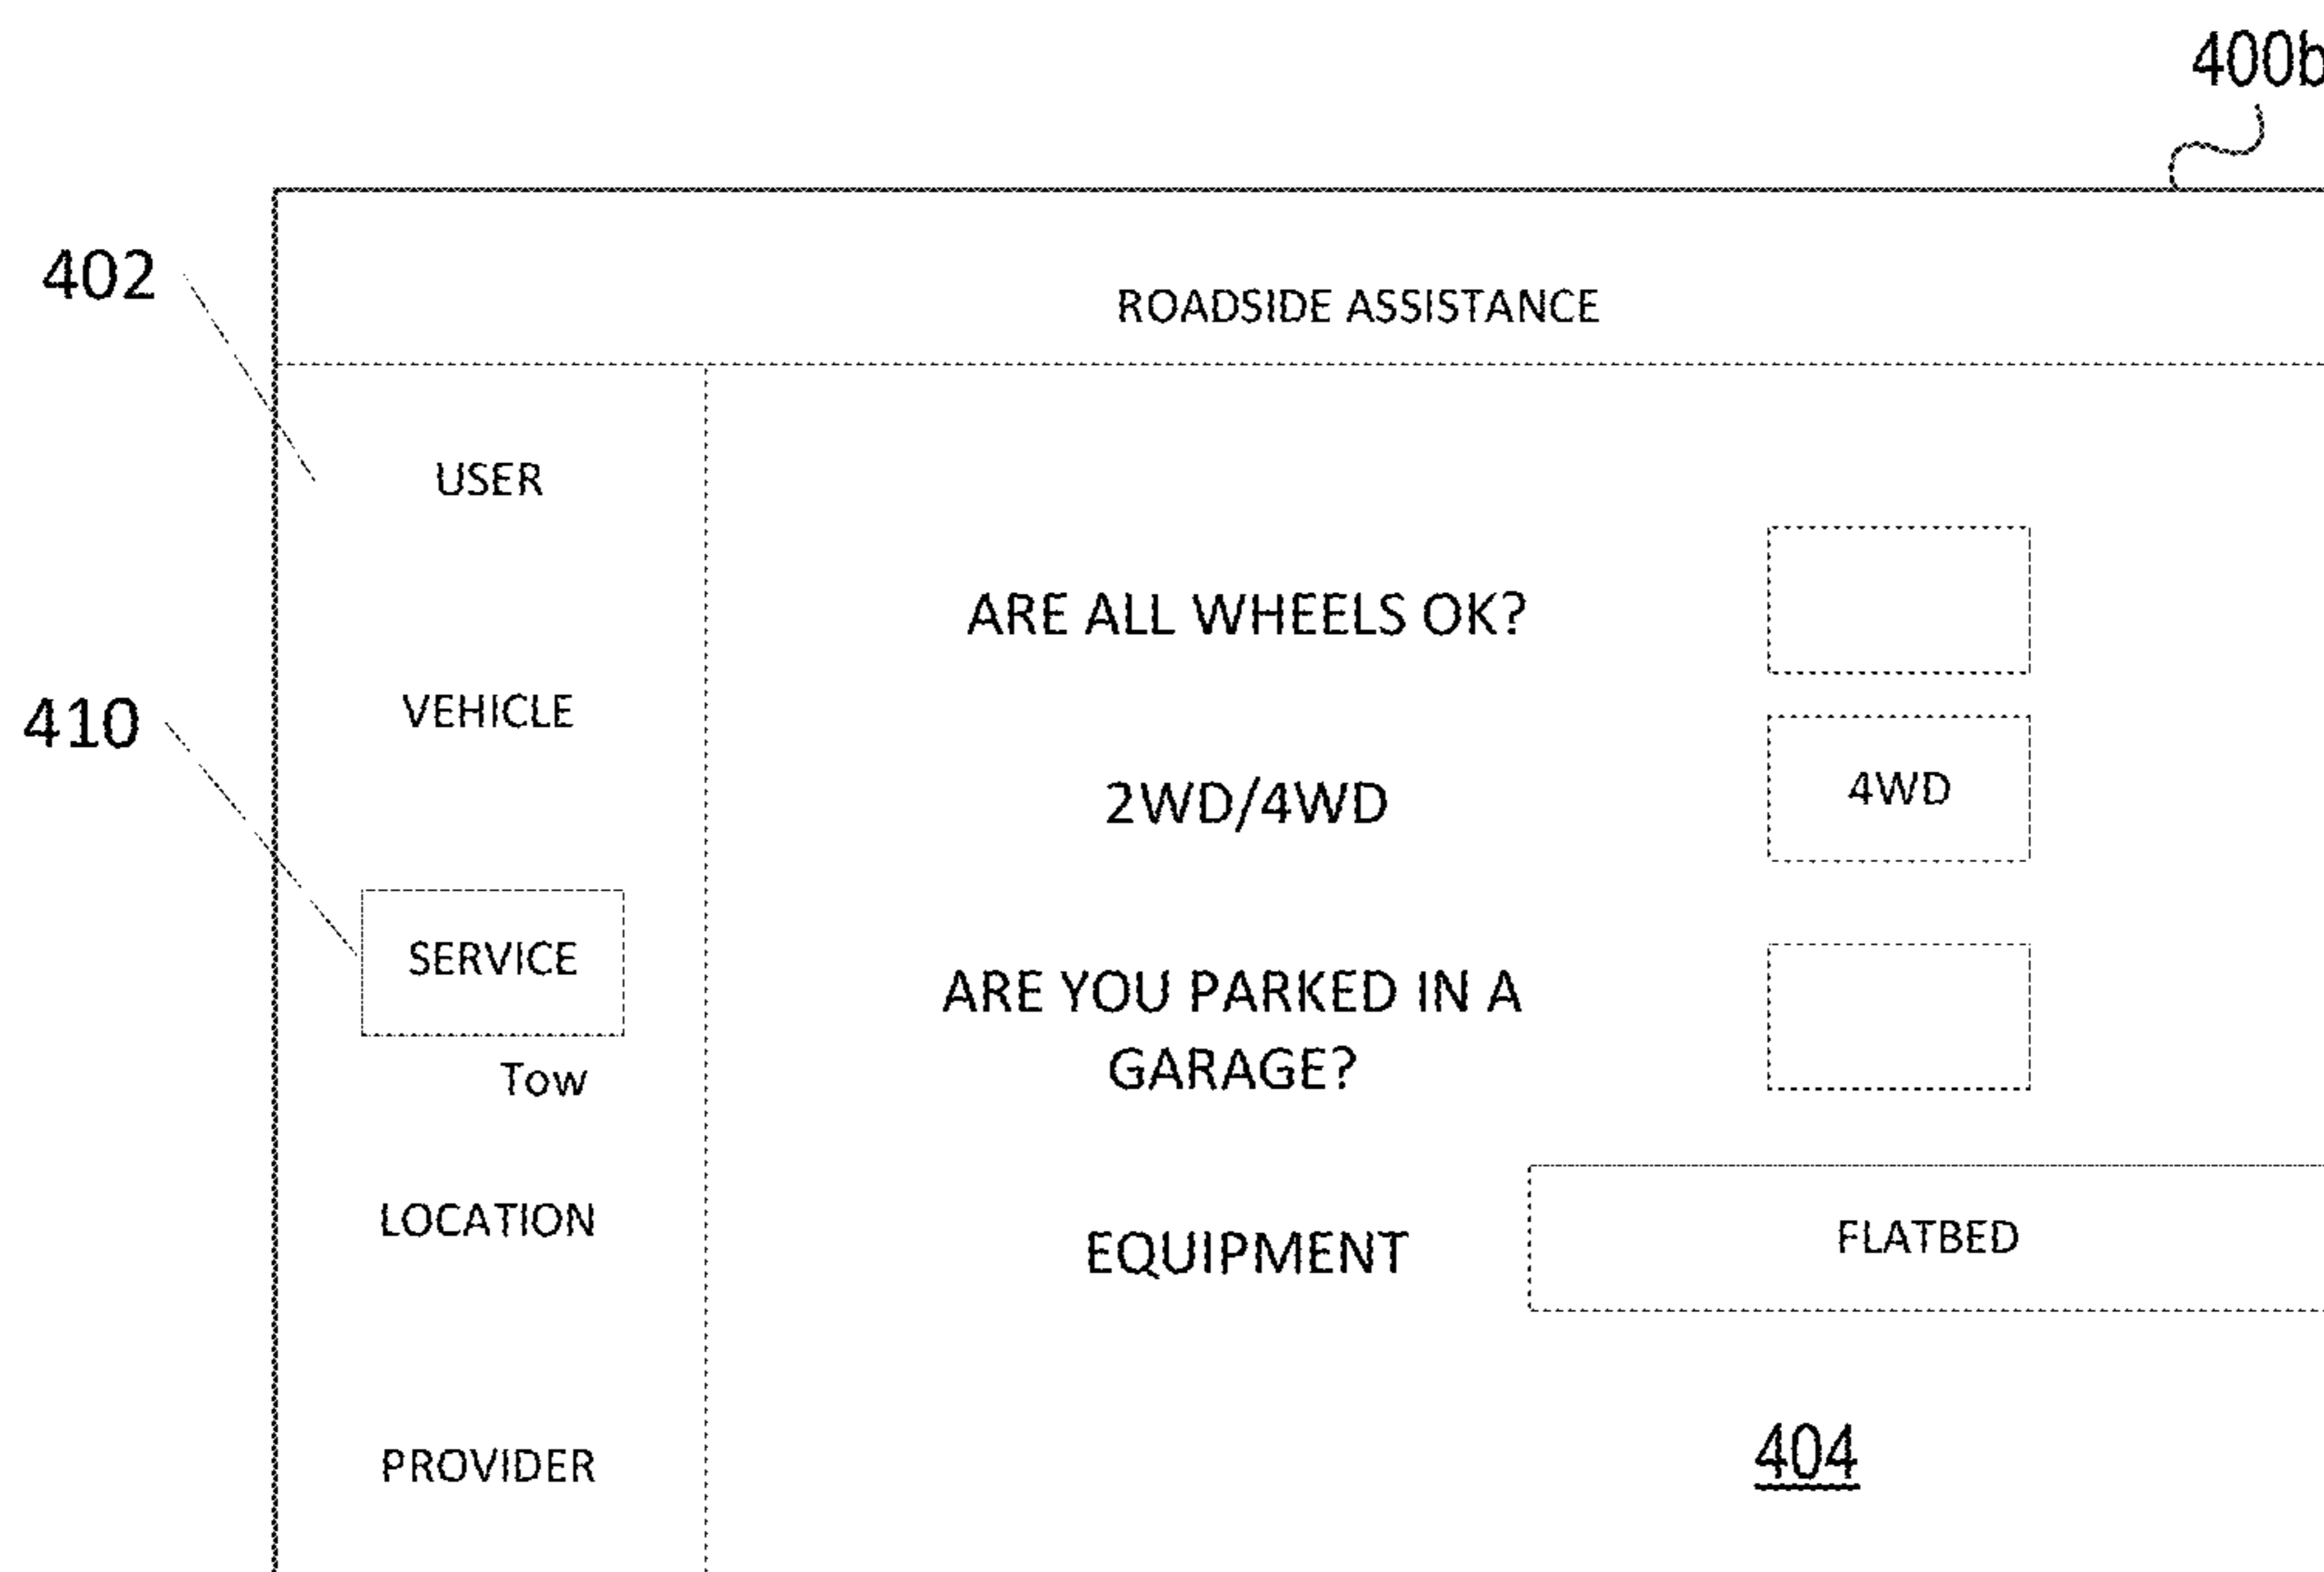 400b
402
ROADSIDE ASSISTANCE
USER
ARE ALL WHEELS OK?
410
VEHICLE
2WD/4WD
4WD
SERVICE
ARE YOU PARKED IN A
GARAGE?
Tow
LOCATION
EQUIPMENT
FLATBED
PROVIDER
404